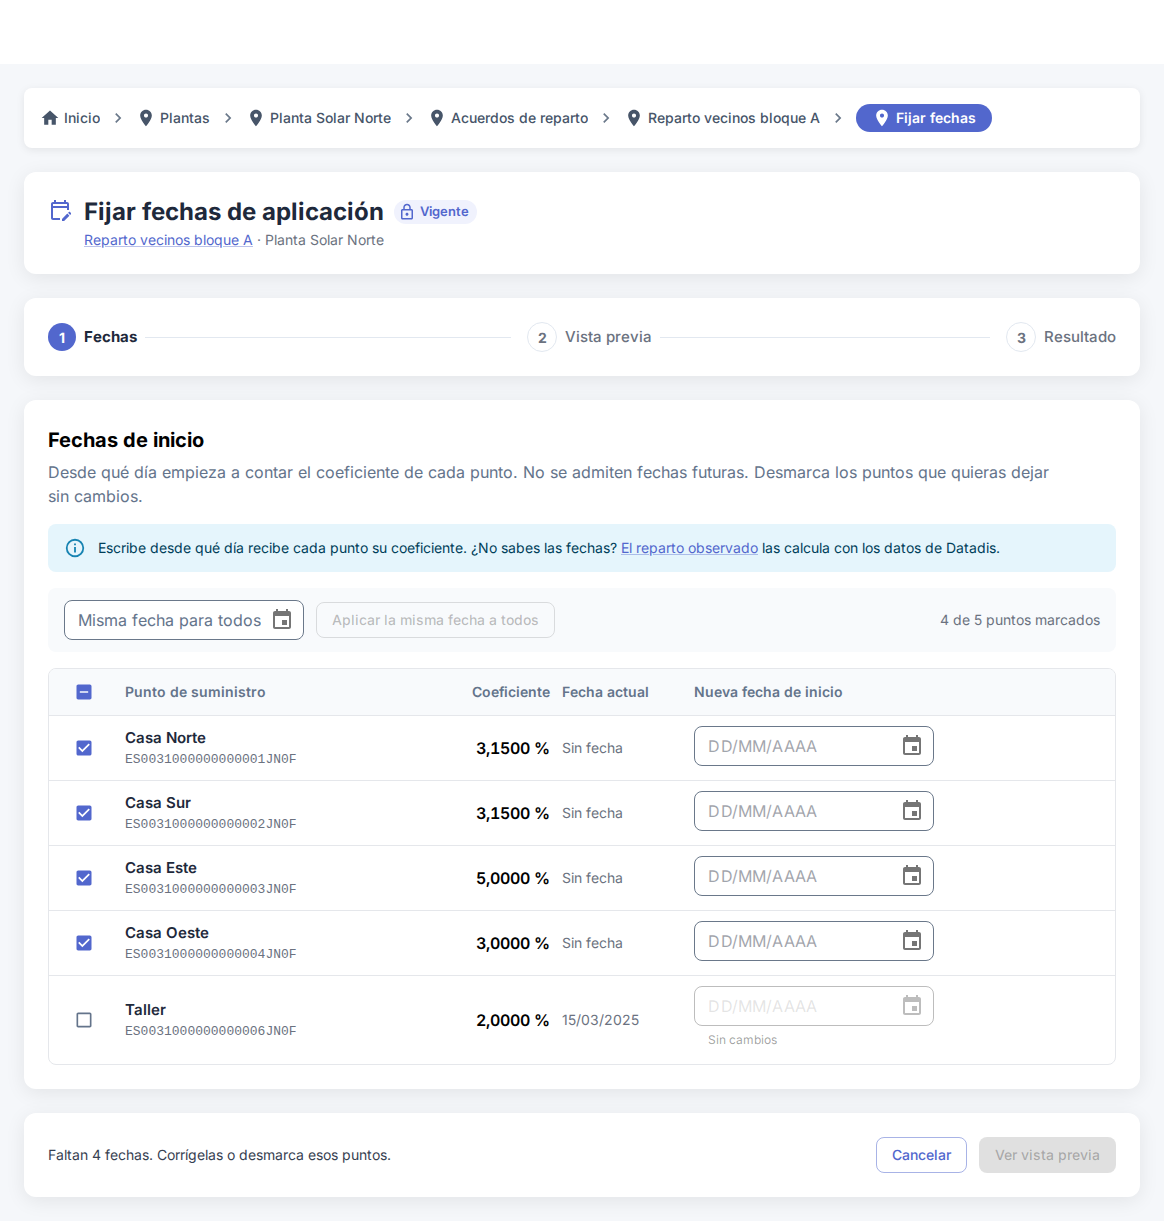 Inicio > Plantas > Planta Solar Norte > Acuerdos de reparto > Reparto vecinos bloque A > Fijar fechas
Fijar fechas de aplicación Vigente
Reparto vecinos bloque A · Planta Solar Norte
1 Fechas 2 Vista previa 3 Resultado
Fechas de inicio
Desde qué día empieza a contar el coeficiente de cada punto. No se admiten fechas futuras. Desmarca los puntos que quieras dejar
sin cambios.
Escribe desde qué día recibe cada punto su coeficiente. ¿No sabes las fechas? El reparto observado las calcula con los datos de Datadis.
Misma fecha para todos Aplicar la misma fecha a todos 4 de 5 puntos marcados
Punto de suministro Coeficiente Fecha actual Nueva fecha de inicio
Casa Norte
ES0031000000000001JN0F 3,1500 % Sin fecha DD/MM/AAAA
Casa Sur
ES0031000000000002JN0F 3,1500 % Sin fecha DD/MM/AAAA
Casa Este
ES0031000000000003JN0F 5,0000 % Sin fecha DD/MM/AAAA
Casa Oeste
ES0031000000000004JN0F 3,0000 % Sin fecha DD/MM/AAAA
Taller
ES0031000000000006JN0F 2,0000 % 15/03/2025 DD/MM/AAAA
Sin cambios
Faltan 4 fechas. Corrígelas o desmarca esos puntos. Cancelar Ver vista previa